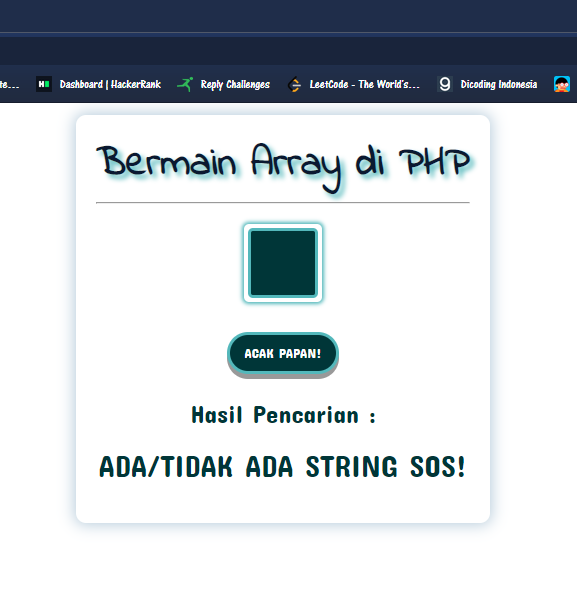 te... Dashboard | HackerRank Reply Challenges LeetCode - The World's... Dicoding Indonesia
Bermain Array di PHP
ACAK PAPAN!
Hasil Pencarian :
ADA/TIDAK ADA STRING SOS!